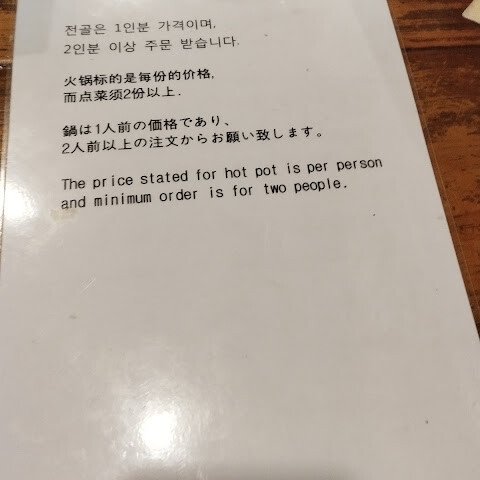 전골은 1인분 가격이며,
2인분 이상 주문 받습니다.
火锅标的是每份的价格,
而点菜须2份以上.
鍋は1人前の価格であり、
2人前以上の注文からお願い致します。
The price stated for hot pot is per person
and minimum order is for two people.